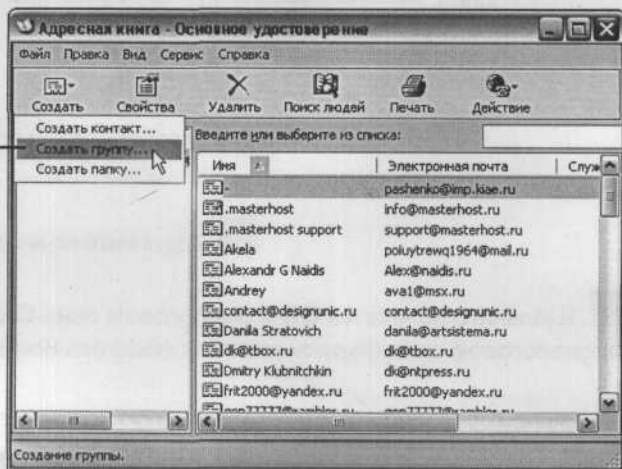 Адресная книга - Основное удостоверение
Файл Правка Вид Сервис Справка
Создать Свойства Удалить Поиск людей Печать Действие
Создать контакт...
Создать группу...
Создать папку...
Введите или выберите из списка:
Имя Электронная почта Служ
- pashenko@imp.kiae.ru
.masterhost info@masterhost.ru
.masterhost support support@masterhost.ru
Akela poluytrewq1964@mail.ru
Alexandr G Naidis Alex@naidis.ru
Andrey ava1@msx.ru
contact@designunic.ru contact@designunic.ru
Danila Stratovich danila@artsistema.ru
dk@tbox.ru dk@tbox.ru
Dmitry Klubnitchkin dk@ntpress.ru
frit2000@yandex.ru frit2000@yandex.ru
Создание группы.